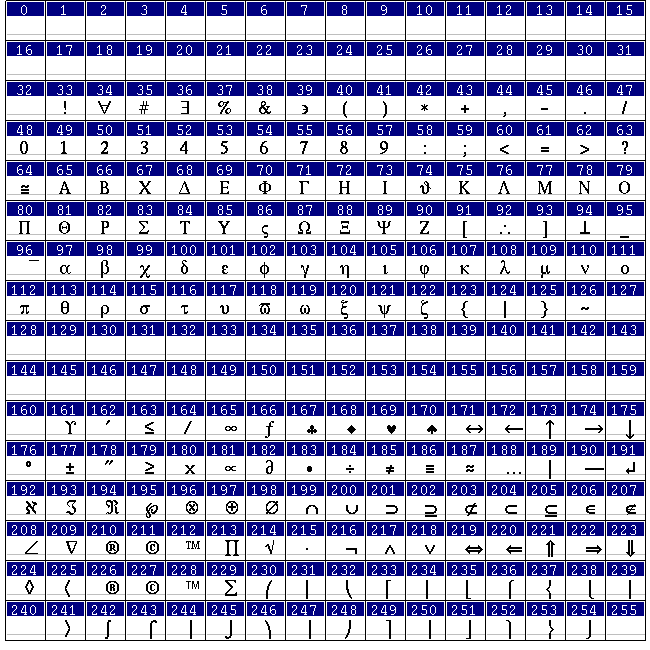 0 1 2 3 4 5 6 7 8 9 10 11 12 13 14 15
16 17 18 19 20 21 22 23 24 25 26 27 28 29 30 31
32 33 34 35 36 37 38 39 40 41 42 43 44 45 46 47
! ∀ # ∃ % & ϶ ( ) * + , − . /
48 49 50 51 52 53 54 55 56 57 58 59 60 61 62 63
0 1 2 3 4 5 6 7 8 9 : ; < = > ?
64 65 66 67 68 69 70 71 72 73 74 75 76 77 78 79
≅ Α Β Χ Δ Ε Φ Γ Η Ι ϑ Κ Λ Μ Ν Ο
80 81 82 83 84 85 86 87 88 89 90 91 92 93 94 95
Π Θ Ρ Σ Τ Υ ς Ω Ξ Ψ Ζ [ ∴ ] ⊥ _
96 97 98 99 100 101 102 103 104 105 106 107 108 109 110 111
‾ α β χ δ ε ϕ γ η ι φ κ λ μ ν ο
112 113 114 115 116 117 118 119 120 121 122 123 124 125 126 127
π θ ρ σ τ υ ϖ ω ξ ψ ζ { | } ~
128 129 130 131 132 133 134 135 136 137 138 139 140 141 142 143
144 145 146 147 148 149 150 151 152 153 154 155 156 157 158 159
160 161 162 163 164 165 166 167 168 169 170 171 172 173 174 175
ϒ ′ ≤ / ∞ ƒ ♣ ♦ ♥ ♠ ↔ ← ↑ → ↓
176 177 178 179 180 181 182 183 184 185 186 187 188 189 190 191
° ± ″ ≥ x ∝ ∂ • ÷ ≠ ≡ ≈ … | — ↵
192 193 194 195 196 197 198 199 200 201 202 203 204 205 206 207
ℵ ℑ ℜ ℘ ⊗ ⊕ ∅ ∩ ∪ ⊃ ⊇ ⊄ ⊂ ⊆ ∈ ∉
208 209 210 211 212 213 214 215 216 217 218 219 220 221 222 223
∠ ∇ ® © ™ ∏ √ · ¬ ∧ ∨ ⇔ ⇐ ⇑ ⇒ ⇓
224 225 226 227 228 229 230 231 232 233 234 235 236 237 238 239
◊ 〈 ® © ™ ∑ ⎛ ⎜ ⎝ ⎡ ⎢ ⎣ ⎧ ⎨ ⎩ ⎪
240 241 242 243 244 245 246 247 248 249 250 251 252 253 254 255
〉 ∫ ⌠ ⎮ ⌡ ⎞ ⎟ ⎠ ⎤ ⎥ ⎦ ⎫ ⎬ ⎭